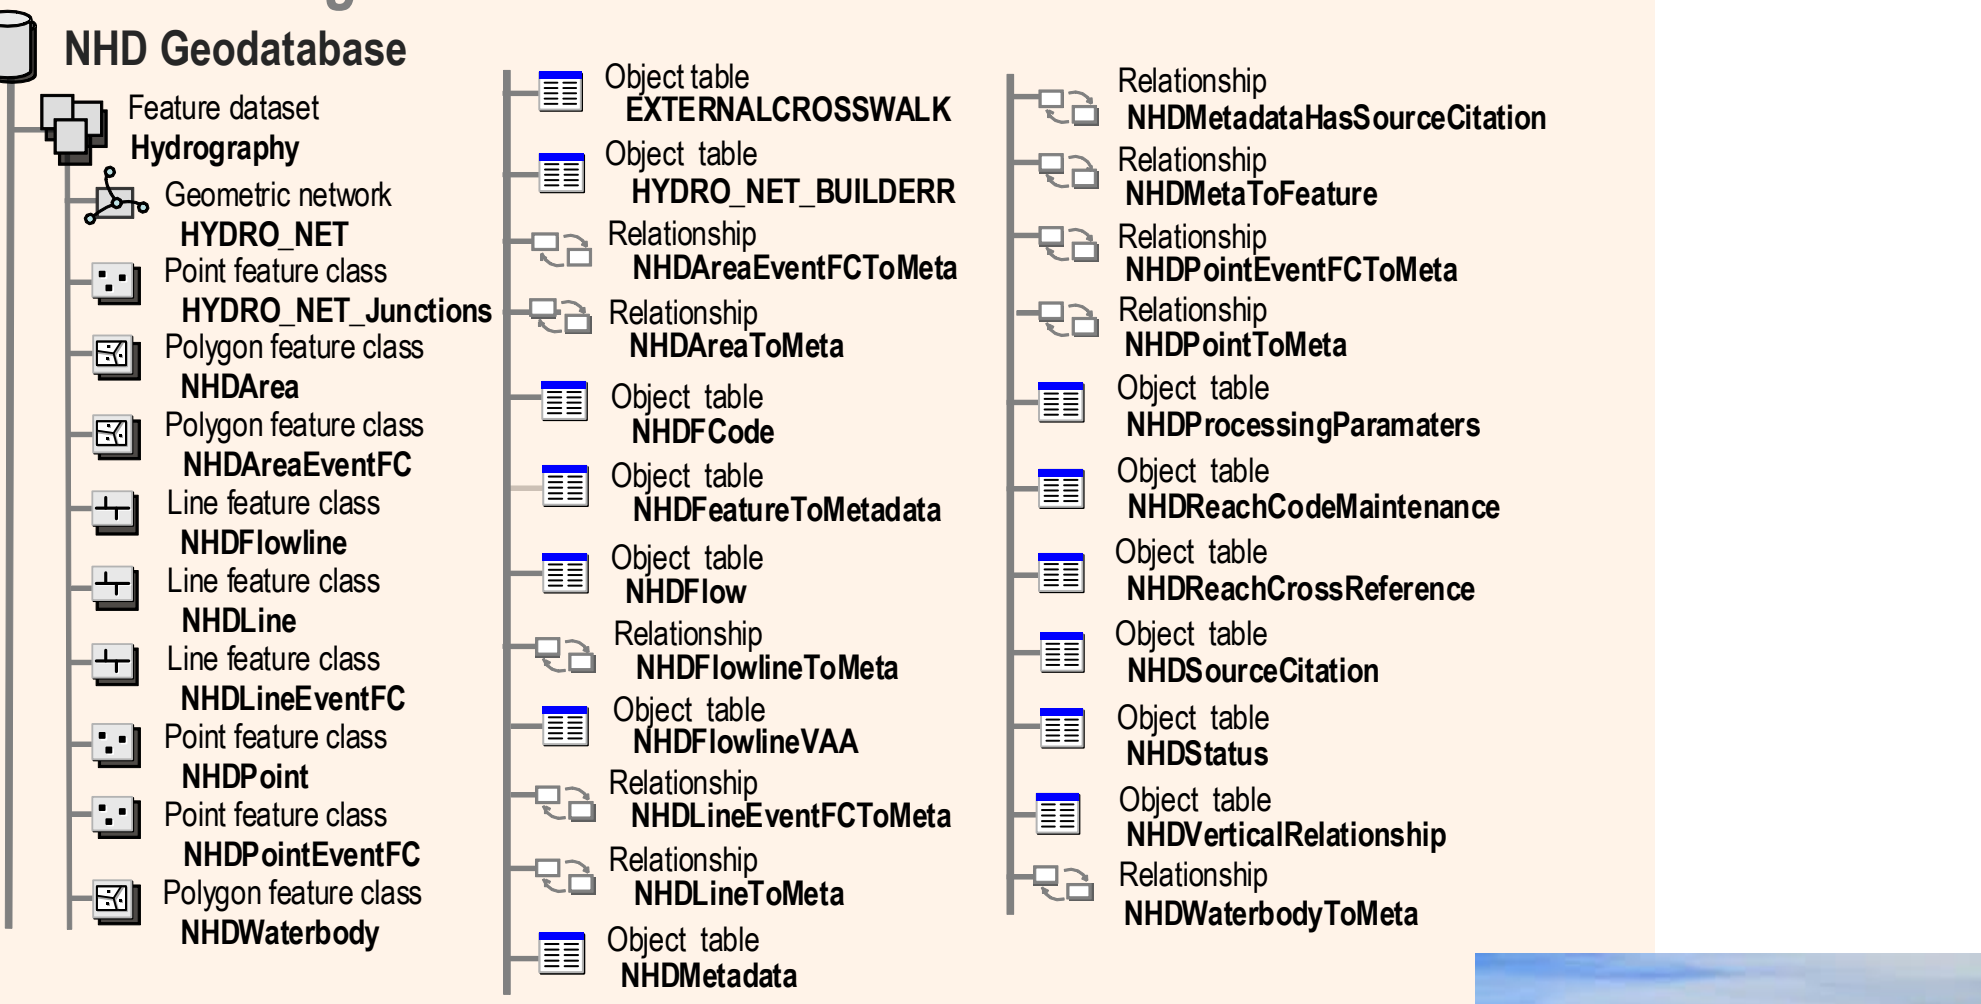 NHD Geodatabase
Feature dataset
Hydrography
Geometric network
HYDRO_NET
Point feature class
HYDRO_NET_Junctions
Polygon feature class
NHDArea
Polygon feature class
NHDAreaEventFC
Line feature class
NHDFlowline
Line feature class
NHDLine
Line feature class
NHDLineEventFC
Point feature class
NHDPoint
Point feature class
NHDPointEventFC
Polygon feature class
NHDWaterbody
Object table
EXTERNALCROSSWALK
Object table
HYDRO_NET_BUILDERR
Relationship
NHDAreaEventFCToMeta
Relationship
NHDAreaToMeta
Object table
NHDFCode
Object table
NHDFeatureToMetadata
Object table
NHDFlow
Relationship
NHDFlowlineToMeta
Object table
NHDFlowlineVAA
Relationship
NHDLineEventFCToMeta
Relationship
NHDLineToMeta
Object table
NHDMetadata
Relationship
NHDMetadataHasSourceCitation
Relationship
NHDMetaToFeature
Relationship
NHDPointEventFCToMeta
Relationship
NHDPointToMeta
Object table
NHDProcessingParamaters
Object table
NHDReachCodeMaintenance
Object table
NHDReachCrossReference
Object table
NHDSourceCitation
Object table
NHDStatus
Object table
NHDVerticalRelationship
Relationship
NHDWaterbodyToMeta